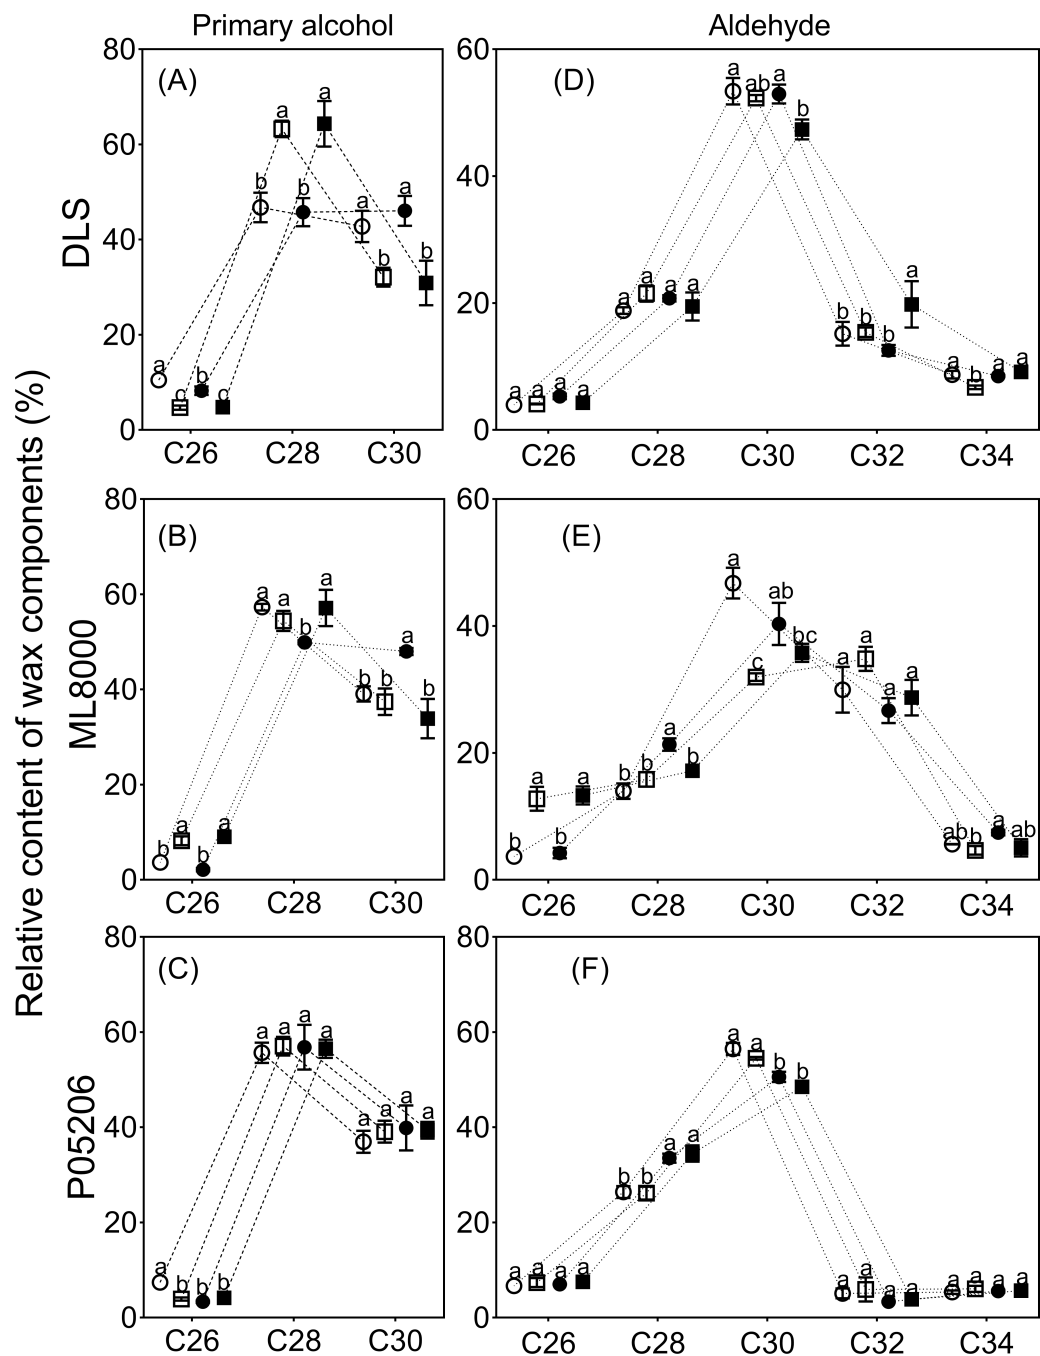 Primary alcohol
Aldehyde
Relative content of wax components (%)
DLS
80
60
40
20
0
(A)
a c b c
b a b a
a b a b
C26 C28 C30
60
40
20
0
(D)
a a a a
a a a a
a ab a b
b b b a
a b a a
C26 C28 C30 C32 C34
ML8000
80
60
40
20
0
(B)
b a b a
a a b a
b b a b
C26 C28 C30
60
40
20
0
(E)
b a b a
b b a b
a c ab bc
a a a a
ab b a ab
C26 C28 C30 C32 C34
P05206
80
60
40
20
0
(C)
a b b b
a a a a
a a a a
C26 C28 C30
80
60
40
20
0
(F)
a a a a
b b a a
a a b b
a a a a
a a a a
C26 C28 C30 C32 C34